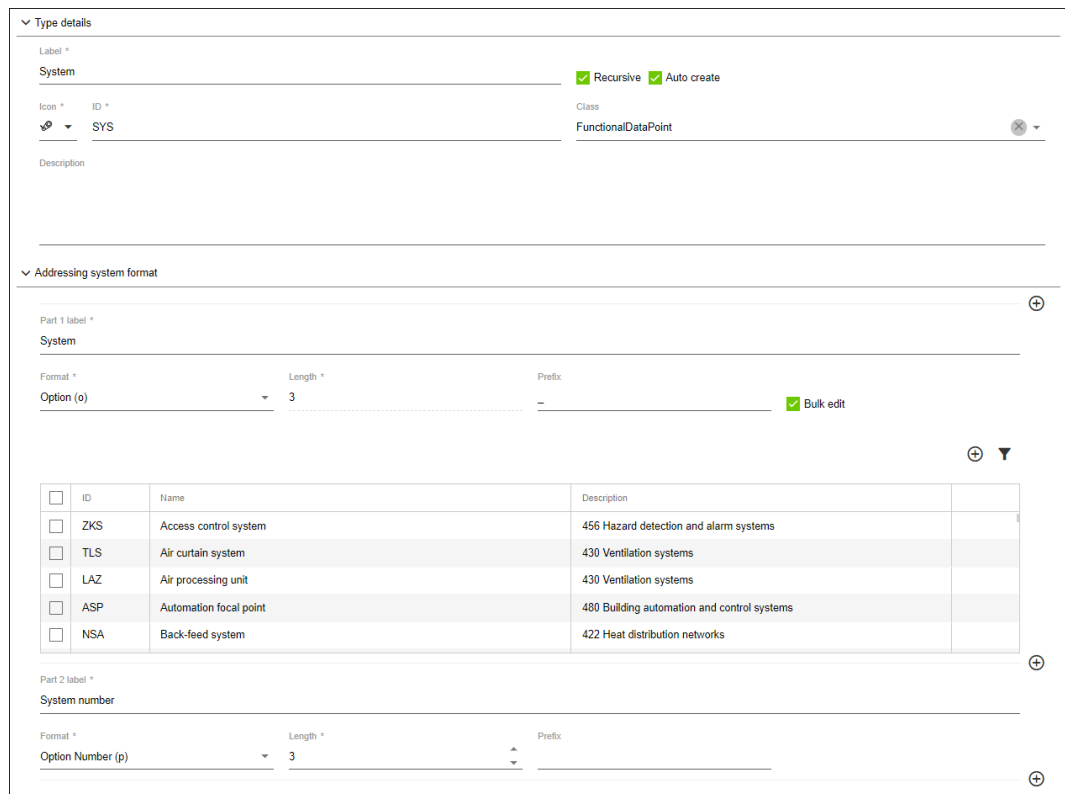 Type details
Label *
System
Recursive Auto create
Icon * ID * Class
SYS FunctionalDataPoint
Description
Addressing system format
Part 1 label *
System
Format * Length * Prefix
Option (o) 3 _ Bulk edit
ID Name Description
ZKS Access control system 456 Hazard detection and alarm systems
TLS Air curtain system 430 Ventilation systems
LAZ Air processing unit 430 Ventilation systems
ASP Automation focal point 480 Building automation and control systems
NSA Back-feed system 422 Heat distribution networks
Part 2 label *
System number
Format * Length * Prefix
Option Number (p) 3